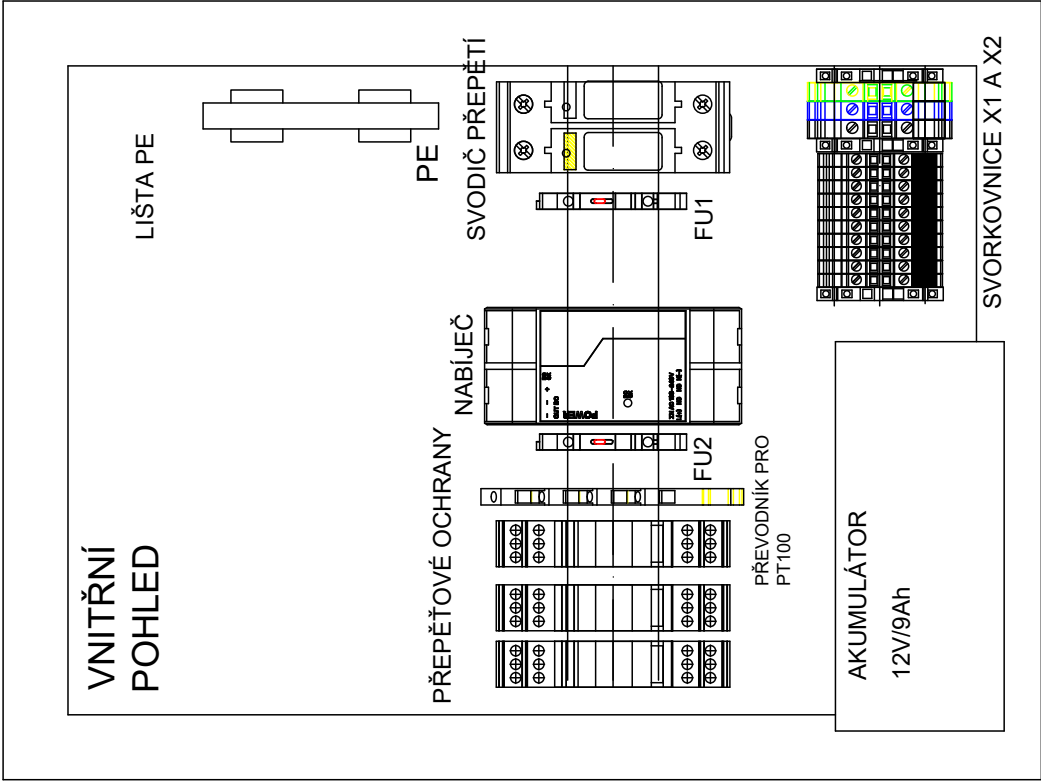 VNITŘNÍ
POHLED
LIŠTA PE
PE
SVODIČ PŘEPĚTÍ
FU1
NABÍJEČ
FU2
PŘEPĚŤOVÉ OCHRANY
PŘEVODNÍK PRO
PT100
SVORKOVNICE X1 A X2
AKUMULÁTOR
12V/9Ah
POWER